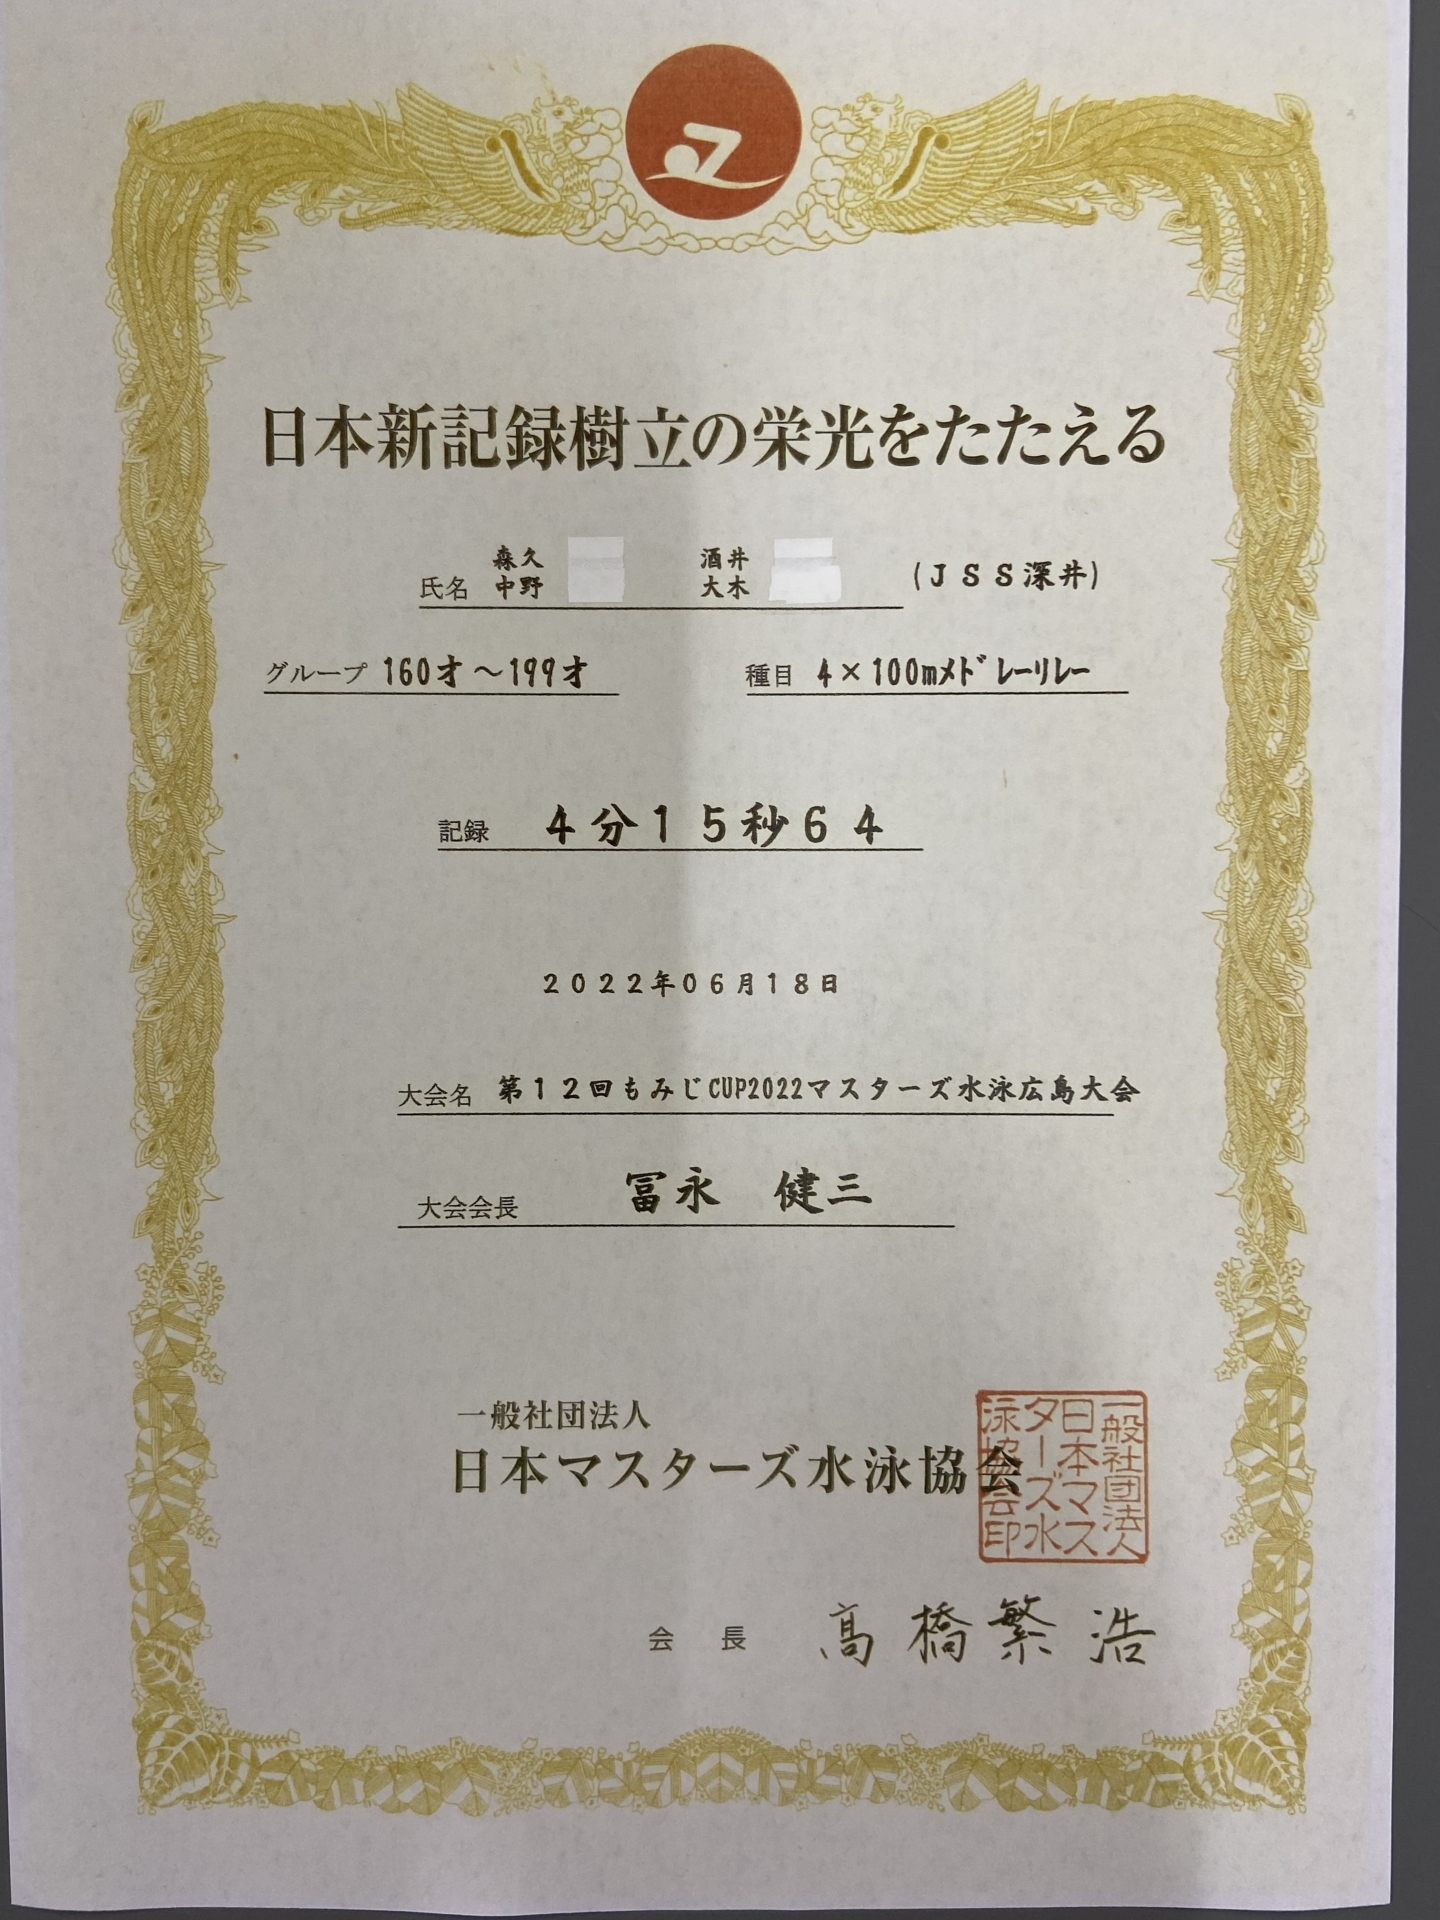 日本新記録樹立の栄光をたたえる
森久 酒井
氏名 中野 大木 (JSS深井)
グループ 160才～199才 種目 4×100mメドレーリレー
記録 4分15秒64
2022年06月18日
大会名 第12回もみじCUP2022マスターズ水泳広島大会
大会会長 冨永 健三
一般社団法人
日本マスターズ水泳協会
一般社団法人
日本マス
ターズ水
泳協会印
会長 髙橋繁浩